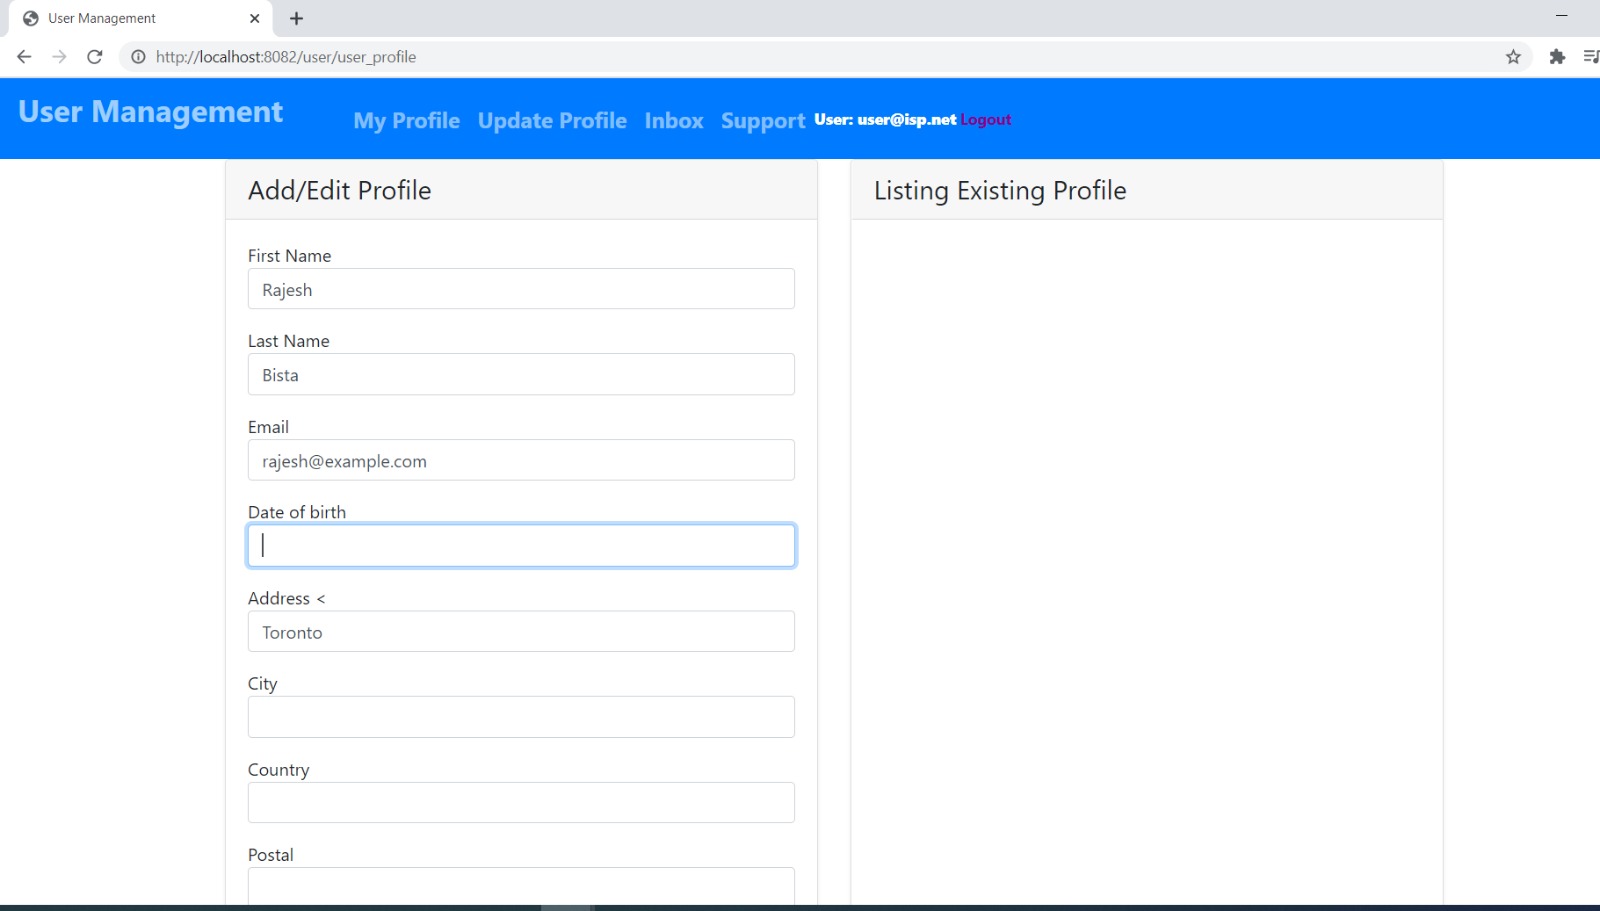 User Management
http://localhost:8082/user/user_profile
User Management My Profile Update Profile Inbox Support User: user@isp.net Logout
Add/Edit Profile
First Name
Rajesh
Last Name
Bista
Email
rajesh@example.com
Date of birth
Address <
Toronto
City
Country
Postal
Listing Existing Profile